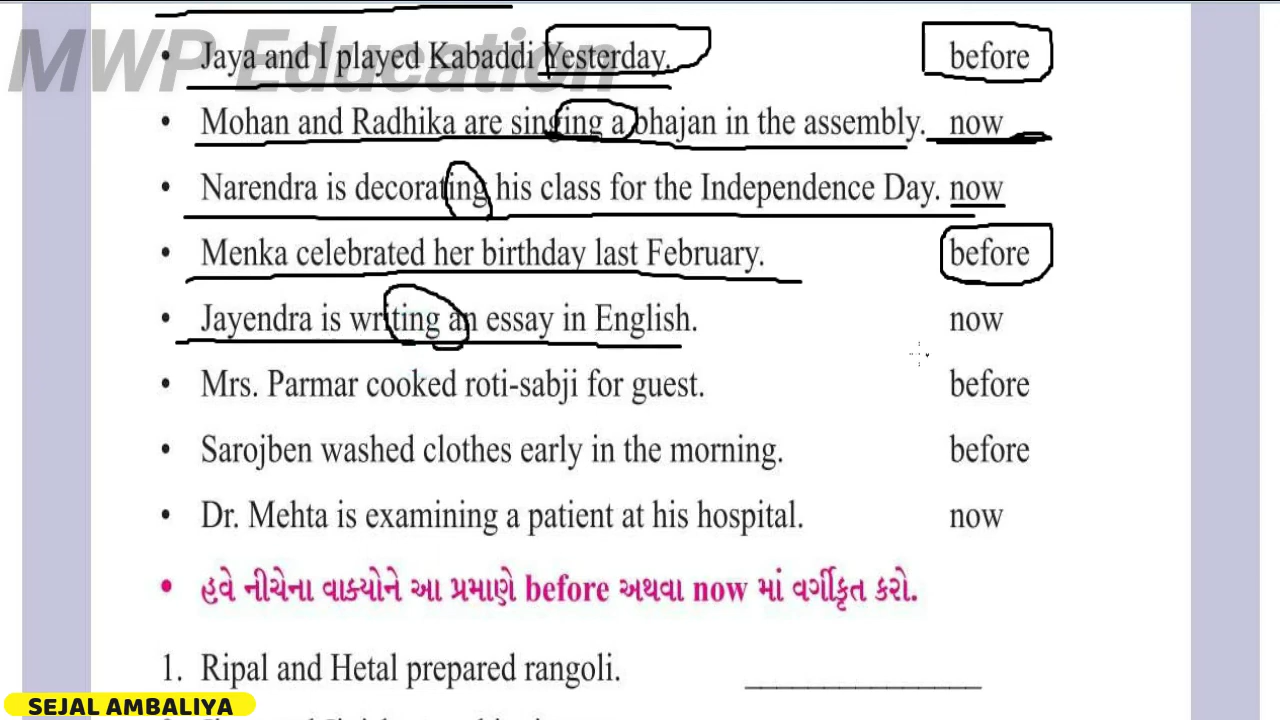 MWP Education
• Jaya and I played Kabaddi Yesterday. before
• Mohan and Radhika are singing a bhajan in the assembly. now
• Narendra is decorating his class for the Independence Day. now
• Menka celebrated her birthday last February. before
• Jayendra is writing an essay in English. now
• Mrs. Parmar cooked roti-sabji for guest. before
• Sarojben washed clothes early in the morning. before
• Dr. Mehta is examining a patient at his hospital. now
• હવે નીચેના વાક્યોને આ પ્રમાણે before અથવા now માં વર્ગીકૃત કરો.
1. Ripal and Hetal prepared rangoli. ____________________
SEJAL AMBALIYA